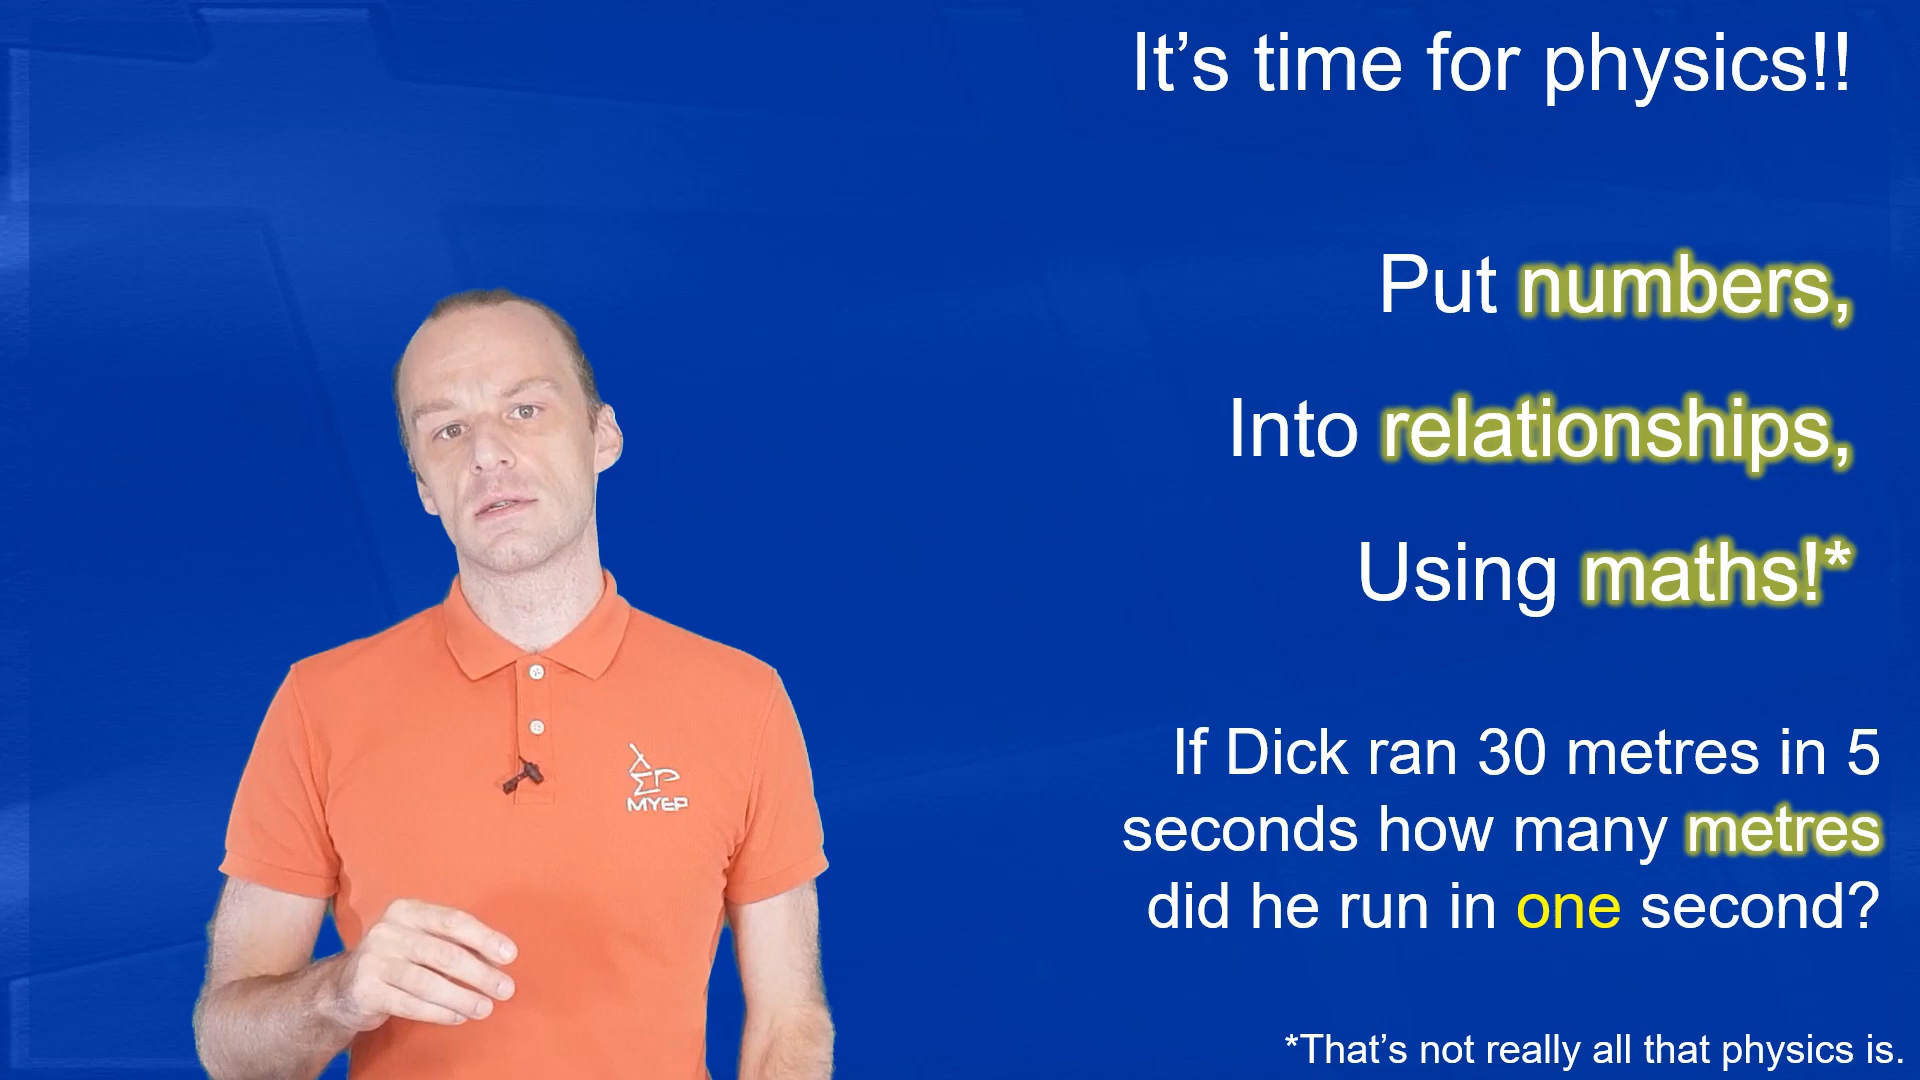 It’s time for physics!!
Put numbers,
Into relationships,
Using maths!*
If Dick ran 30 metres in 5
seconds how many metres
did he run in one second?
*That’s not really all that physics is.
MYEP